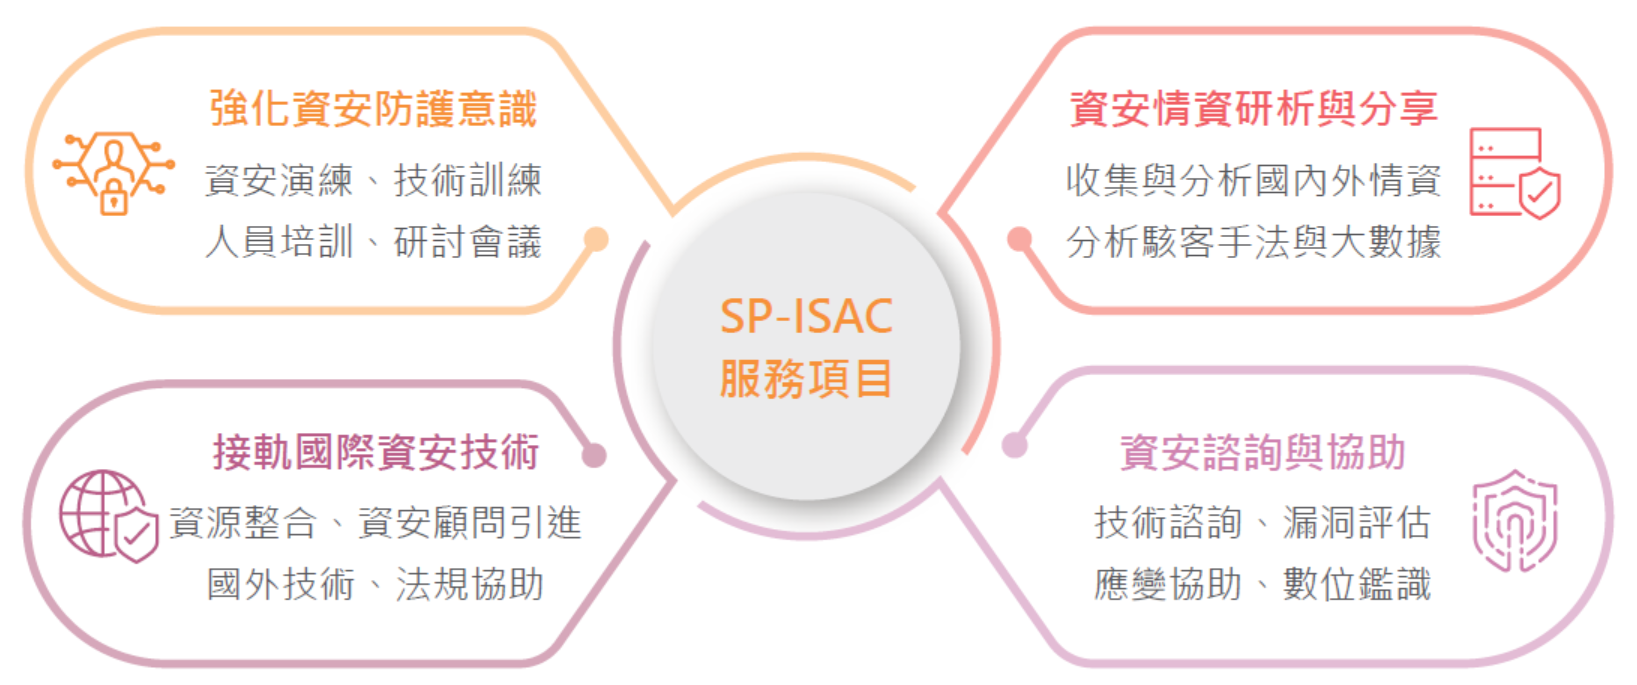 強化資安防護意識
資安演練、技術訓練
人員培訓、研討會議
資安情資研析與分享
收集與分析國內外情資
分析駭客手法與大數據
SP-ISAC
服務項目
接軌國際資安技術
資源整合、資安顧問引進
國外技術、法規協助
資安諮詢與協助
技術諮詢、漏洞評估
應變協助、數位鑑識